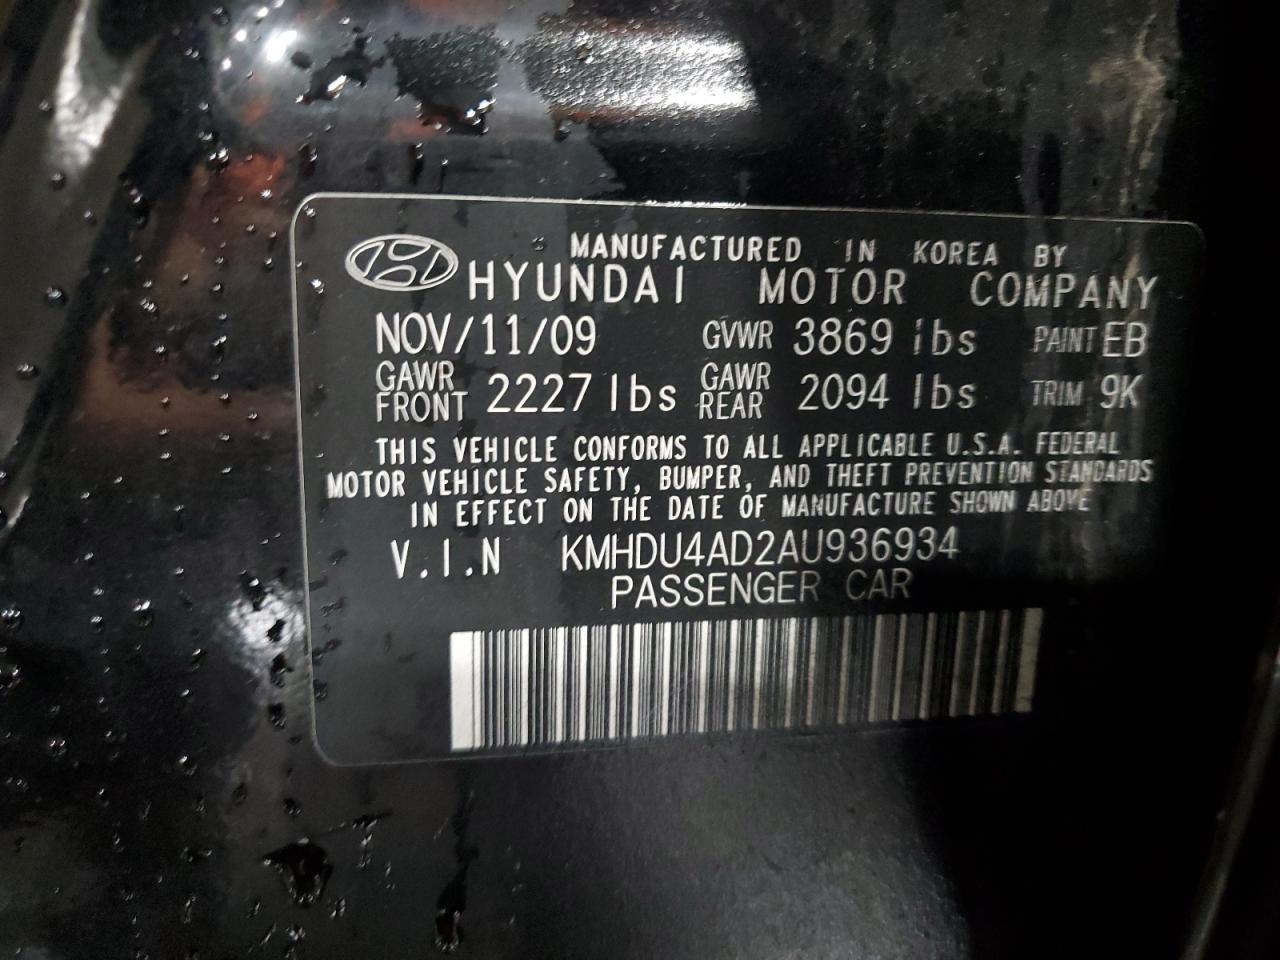 MANUFACTURED IN KOREA BY
HYUNDAI MOTOR COMPANY
NOV/11/09 GVWR 3869 lbs PAINT EB
GAWR FRONT 2227 lbs GAWR REAR 2094 lbs TRIM 9K
THIS VEHICLE CONFORMS TO ALL APPLICABLE U.S.A. FEDERAL
MOTOR VEHICLE SAFETY, BUMPER, AND THEFT PREVENTION STANDARDS
IN EFFECT ON THE DATE OF MANUFACTURE SHOWN ABOVE
V.I.N KMHDU4AD2AU936934
PASSENGER CAR